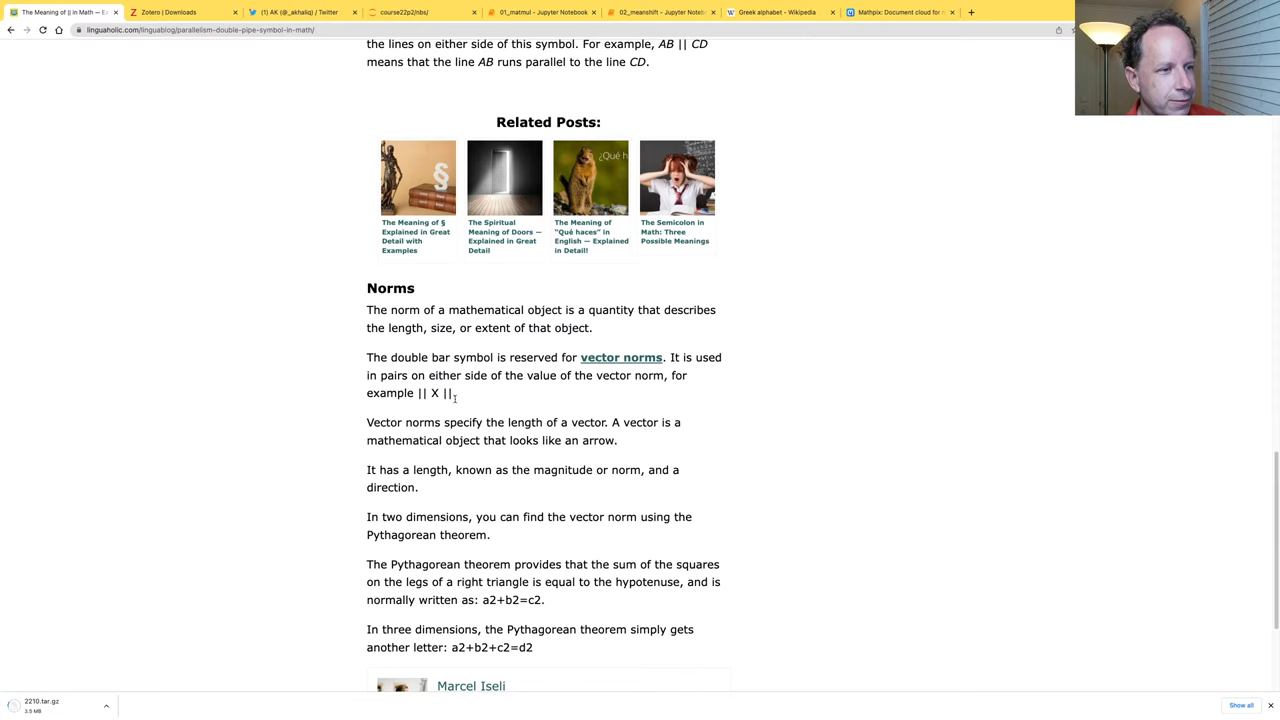 The Meaning of || in Math — E
Zotero | Downloads
(1) AK (@_akhaliq) / Twitter
course22p2/nbs/
01_matmul - Jupyter Notebook
02_meanshift - Jupyter Noteb
Greek alphabet - Wikipedia
Mathpix: Document cloud for
linguaholic.com/linguablog/parallelism-double-pipe-symbol-in-math/
the lines on either side of this symbol. For example, AB || CD
means that the line AB runs parallel to the line CD.
Related Posts:
¿Qué h
§
The Meaning of §
Explained in Great
Detail with
Examples
The Spiritual
Meaning of Doors —
Explained in Great
Detail
The Meaning of
“Qué haces” in
English — Explained
in Detail!
The Semicolon in
Math: Three
Possible Meanings
Norms
The norm of a mathematical object is a quantity that describes
the length, size, or extent of that object.
The double bar symbol is reserved for vector norms. It is used
in pairs on either side of the value of the vector norm, for
example || X ||.
Vector norms specify the length of a vector. A vector is a
mathematical object that looks like an arrow.
It has a length, known as the magnitude or norm, and a
direction.
In two dimensions, you can find the vector norm using the
Pythagorean theorem.
The Pythagorean theorem provides that the sum of the squares
on the legs of a right triangle is equal to the hypotenuse, and is
normally written as: a2+b2=c2.
In three dimensions, the Pythagorean theorem simply gets
another letter: a2+b2+c2=d2
Marcel Iseli
2210.tar.gz
3.5 MB
Show all